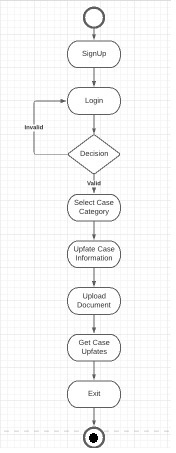 SignUp
Login
Invalid
Decision
Valid
Select Case
Category
Upfate Case
Information
Upload
Document
Get Case
Upfates
Exit